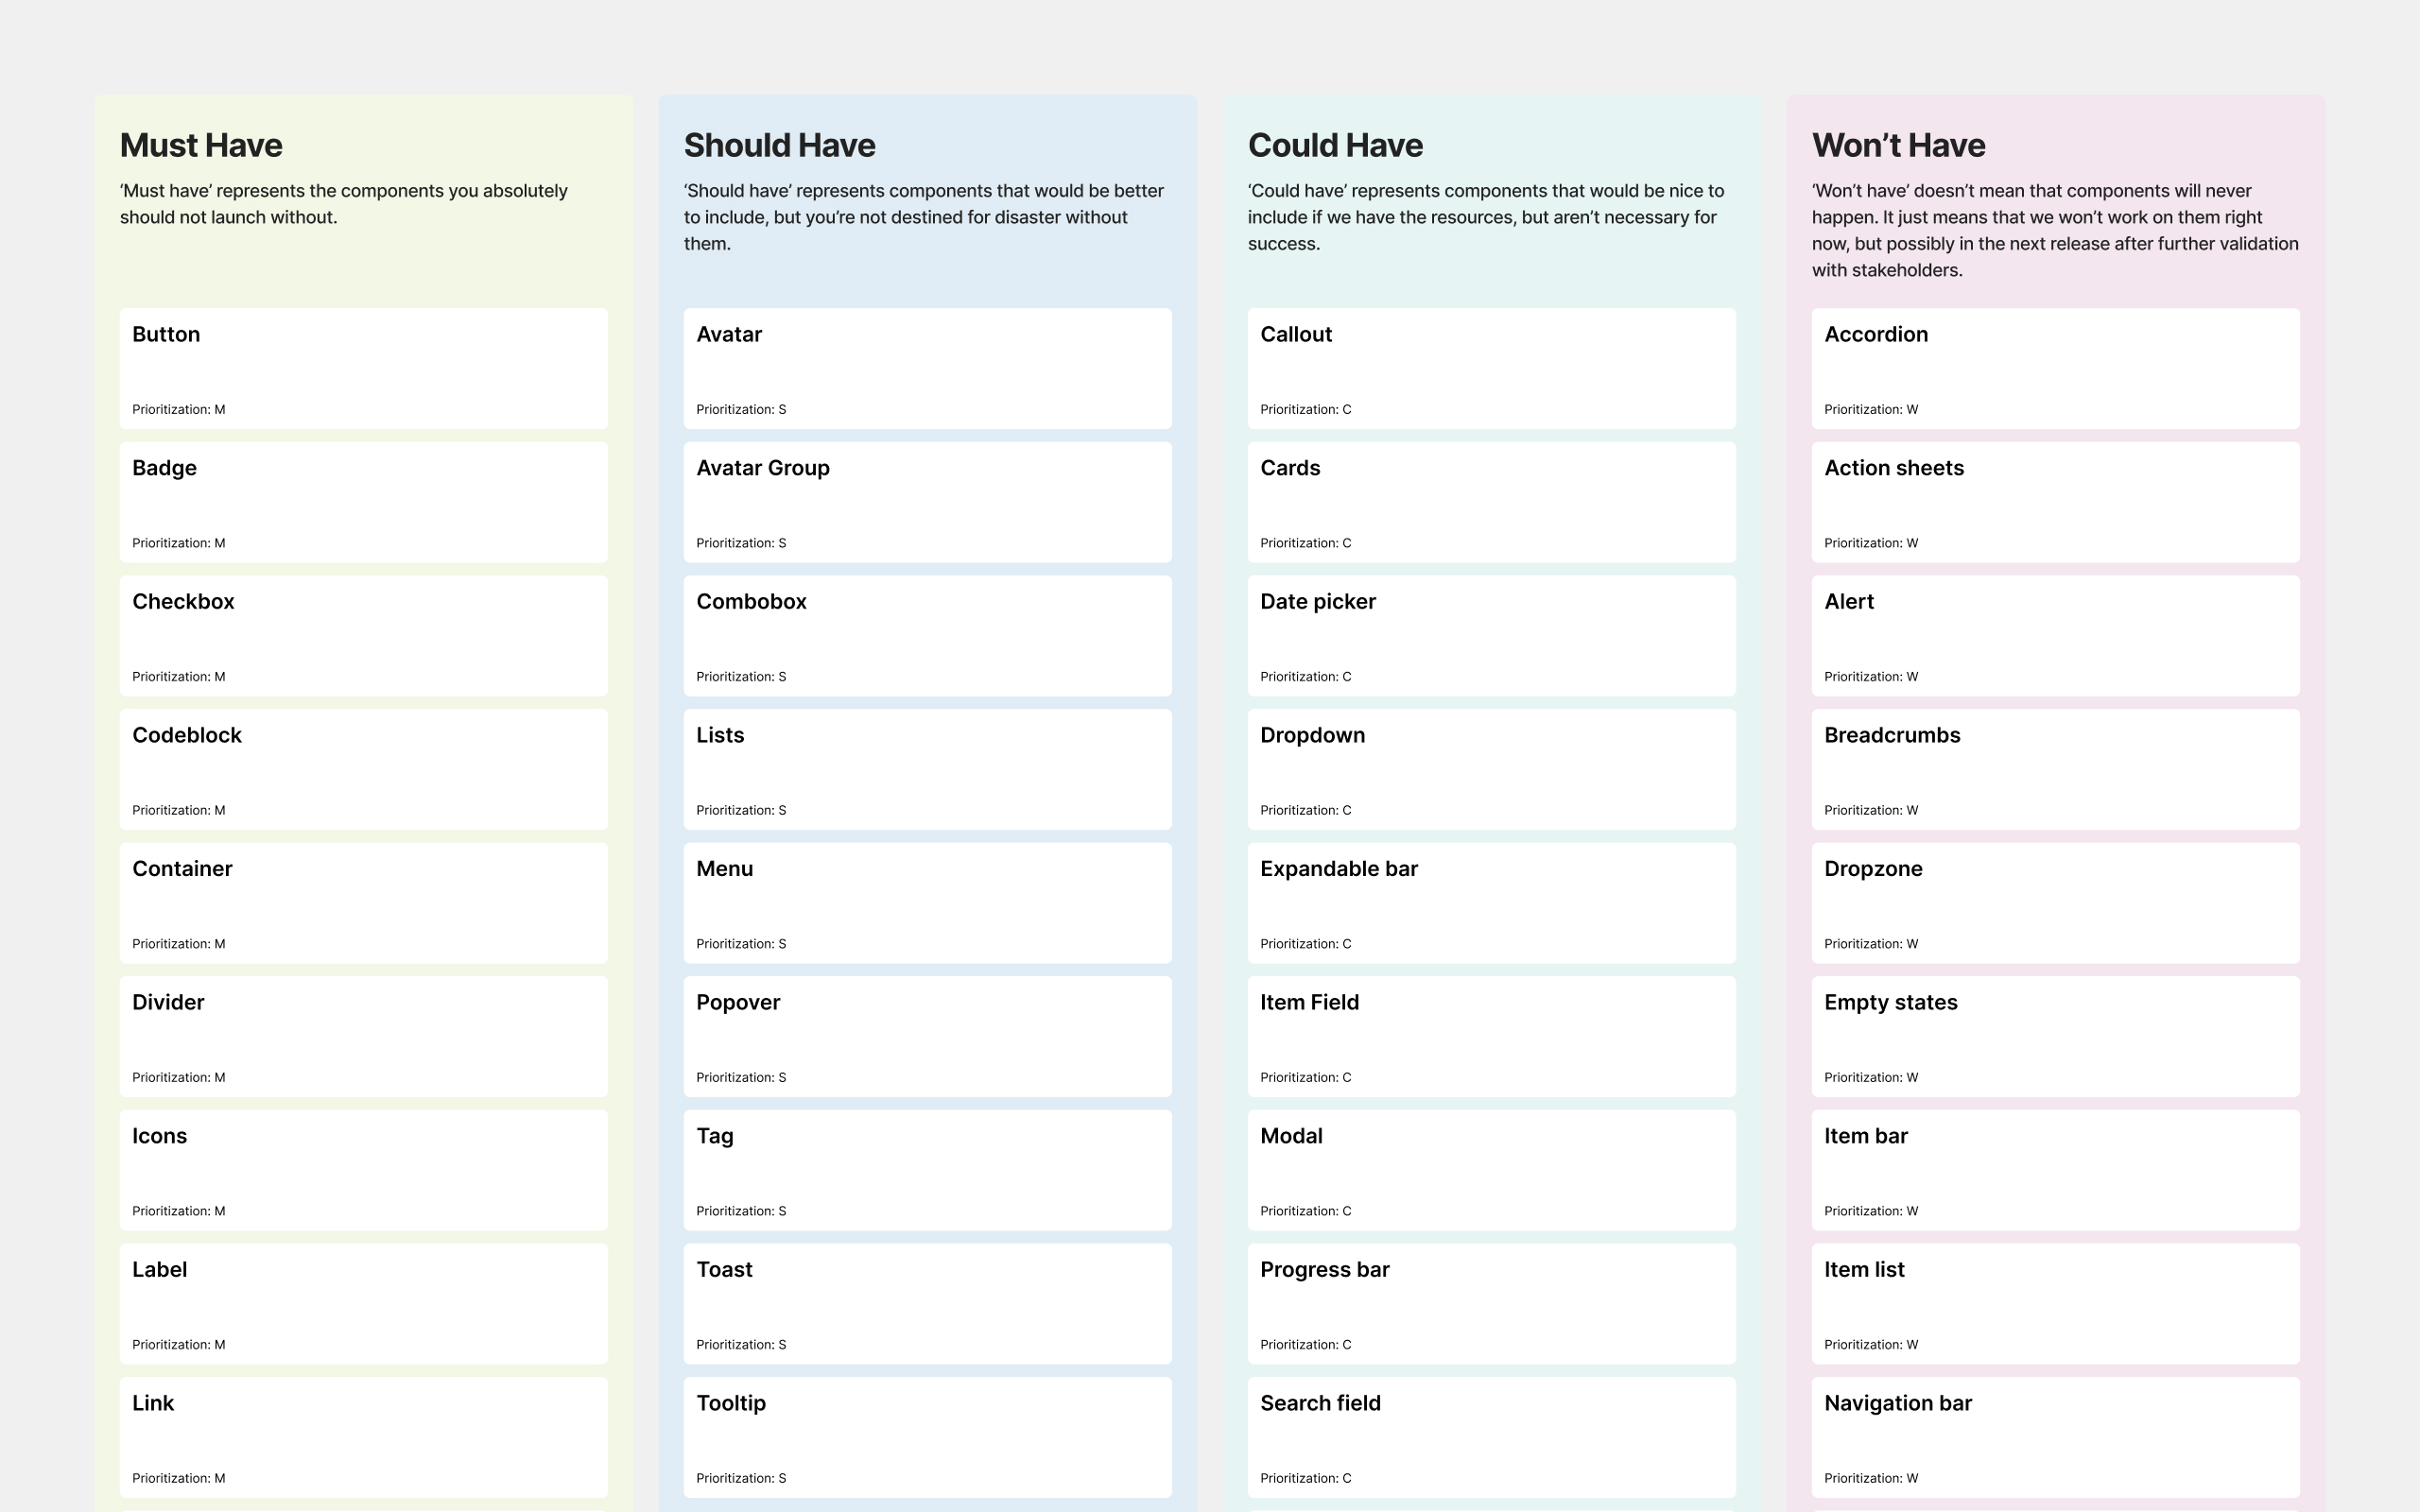 Must Have
‘Must have’ represents the components you absolutely
should not launch without.
Button
Prioritization: M
Badge
Prioritization: M
Checkbox
Prioritization: M
Codeblock
Prioritization: M
Container
Prioritization: M
Divider
Prioritization: M
Icons
Prioritization: M
Label
Prioritization: M
Link
Prioritization: M
Should Have
‘Should have’ represents components that would be better
to include, but you’re not destined for disaster without
them.
Avatar
Prioritization: S
Avatar Group
Prioritization: S
Combobox
Prioritization: S
Lists
Prioritization: S
Menu
Prioritization: S
Popover
Prioritization: S
Tag
Prioritization: S
Toast
Prioritization: S
Tooltip
Prioritization: S
Could Have
‘Could have’ represents components that would be nice to
include if we have the resources, but aren’t necessary for
success.
Callout
Prioritization: C
Cards
Prioritization: C
Date picker
Prioritization: C
Dropdown
Prioritization: C
Expandable bar
Prioritization: C
Item Field
Prioritization: C
Modal
Prioritization: C
Progress bar
Prioritization: C
Search field
Prioritization: C
Won’t Have
‘Won’t have’ doesn’t mean that components will never
happen. It just means that we won’t work on them right
now, but possibly in the next release after further validation
with stakeholders.
Accordion
Prioritization: W
Action sheets
Prioritization: W
Alert
Prioritization: W
Breadcrumbs
Prioritization: W
Dropzone
Prioritization: W
Empty states
Prioritization: W
Item bar
Prioritization: W
Item list
Prioritization: W
Navigation bar
Prioritization: W